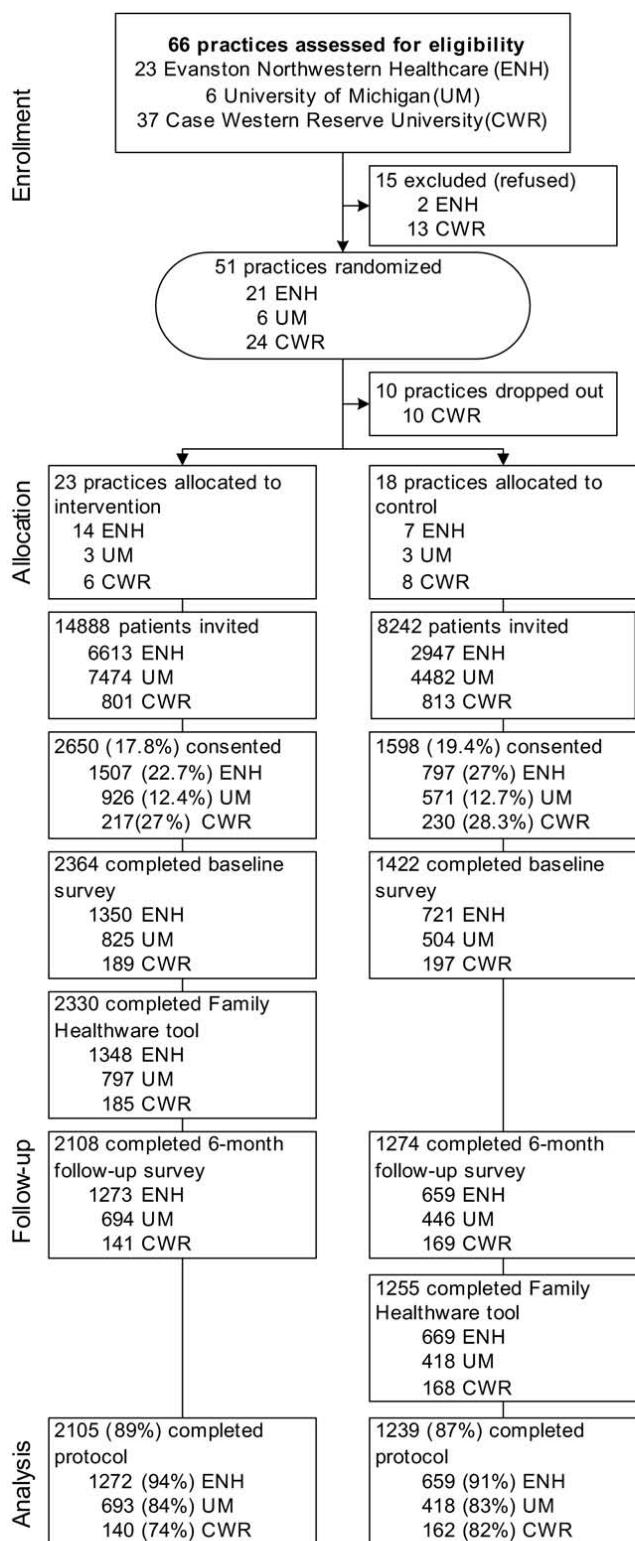 Enrollment
66 practices assessed for eligibility
23 Evanston Northwestern Healthcare (ENH)
6 University of Michigan(UM)
37 Case Western Reserve University(CWR)
15 excluded (refused)
2 ENH
13 CWR
51 practices randomized
21 ENH
6 UM
24 CWR
10 practices dropped out
10 CWR
Allocation
23 practices allocated to
intervention
14 ENH
3 UM
6 CWR
18 practices allocated to
control
7 ENH
3 UM
8 CWR
14888 patients invited
6613 ENH
7474 UM
801 CWR
8242 patients invited
2947 ENH
4482 UM
813 CWR
2650 (17.8%) consented
1507 (22.7%) ENH
926 (12.4%) UM
217(27%) CWR
1598 (19.4%) consented
797 (27%) ENH
571 (12.7%) UM
230 (28.3%) CWR
2364 completed baseline
survey
1350 ENH
825 UM
189 CWR
1422 completed baseline
survey
721 ENH
504 UM
197 CWR
2330 completed Family
Healthware tool
1348 ENH
797 UM
185 CWR
Follow-up
2108 completed 6-month
follow-up survey
1273 ENH
694 UM
141 CWR
1274 completed 6-month
follow-up survey
659 ENH
446 UM
169 CWR
1255 completed Family
Healthware tool
669 ENH
418 UM
168 CWR
Analysis
2105 (89%) completed
protocol
1272 (94%) ENH
693 (84%) UM
140 (74%) CWR
1239 (87%) completed
protocol
659 (91%) ENH
418 (83%) UM
162 (82%) CWR